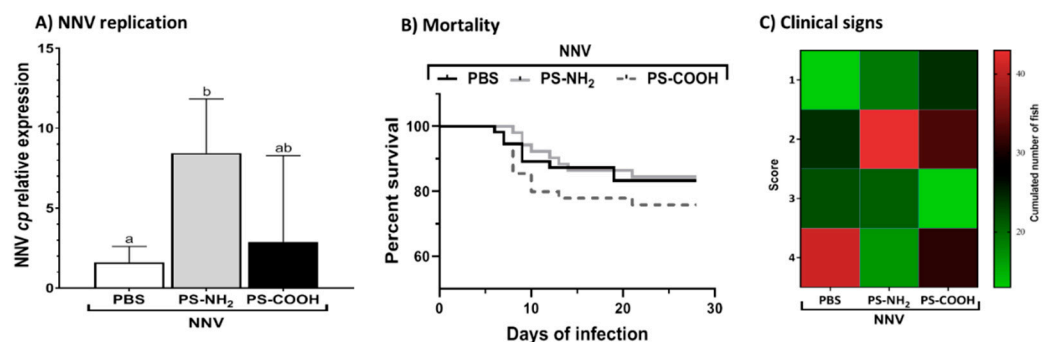 A) NNV replication
15
10
5
0
NNV cp relative expression
a
b
ab
PBS
PS-NH₂
PS-COOH
NNV
B) Mortality
NNV
PBS
PS-NH₂
PS-COOH
100
80
60
Percent survival
0
10
20
30
Days of infection
C) Clinical signs
1
2
3
4
Score
PBS
PS-NH₂
PS-COOH
NNV
40
30
20
Cumulated number of fish